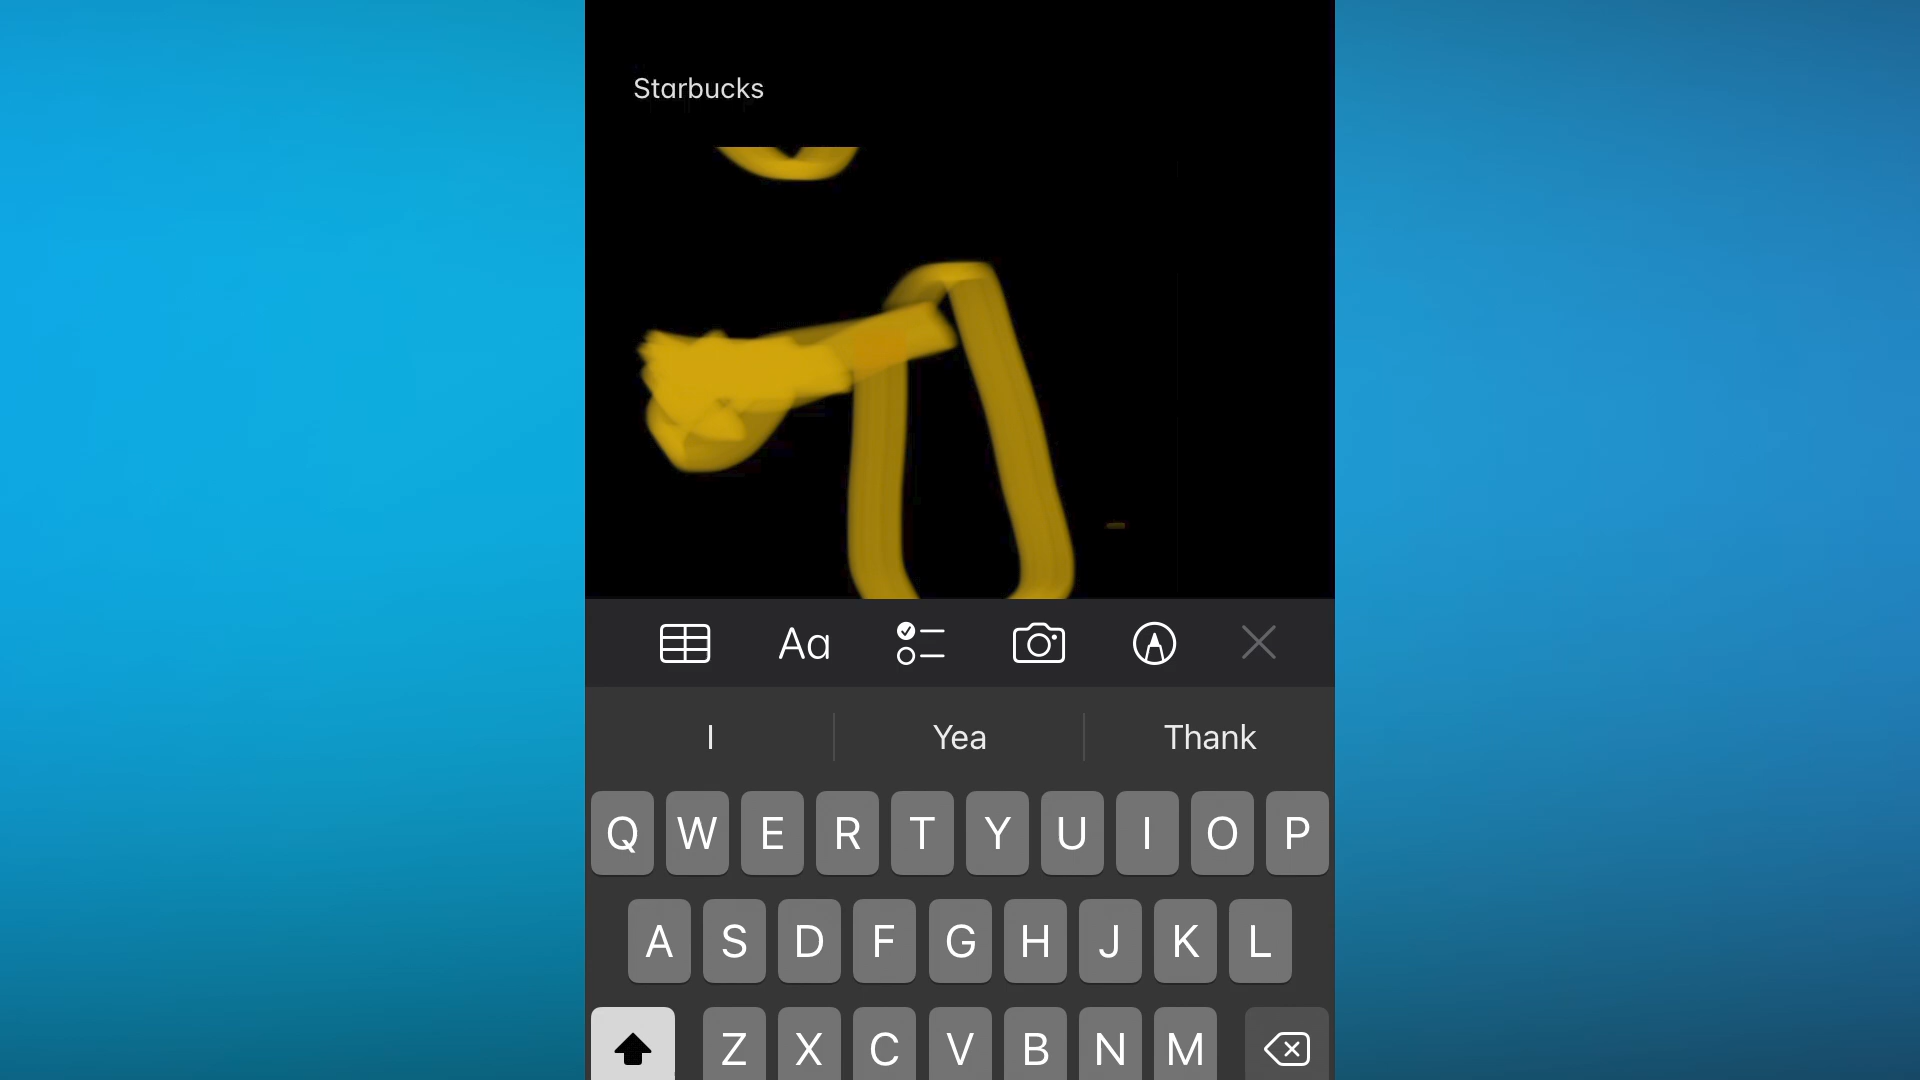 Starbucks
Aa
I Yea Thank
Q W E R T Y U I O P
A S D F G H J K L
Z X C V B N M